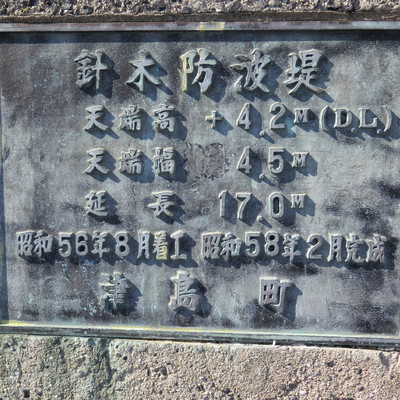 針木防波堤
天端高 +4.2M(DL)
天端幅 4.5M
延長 17.0M
昭和56年8月着工 昭和58年2月完成
津島町